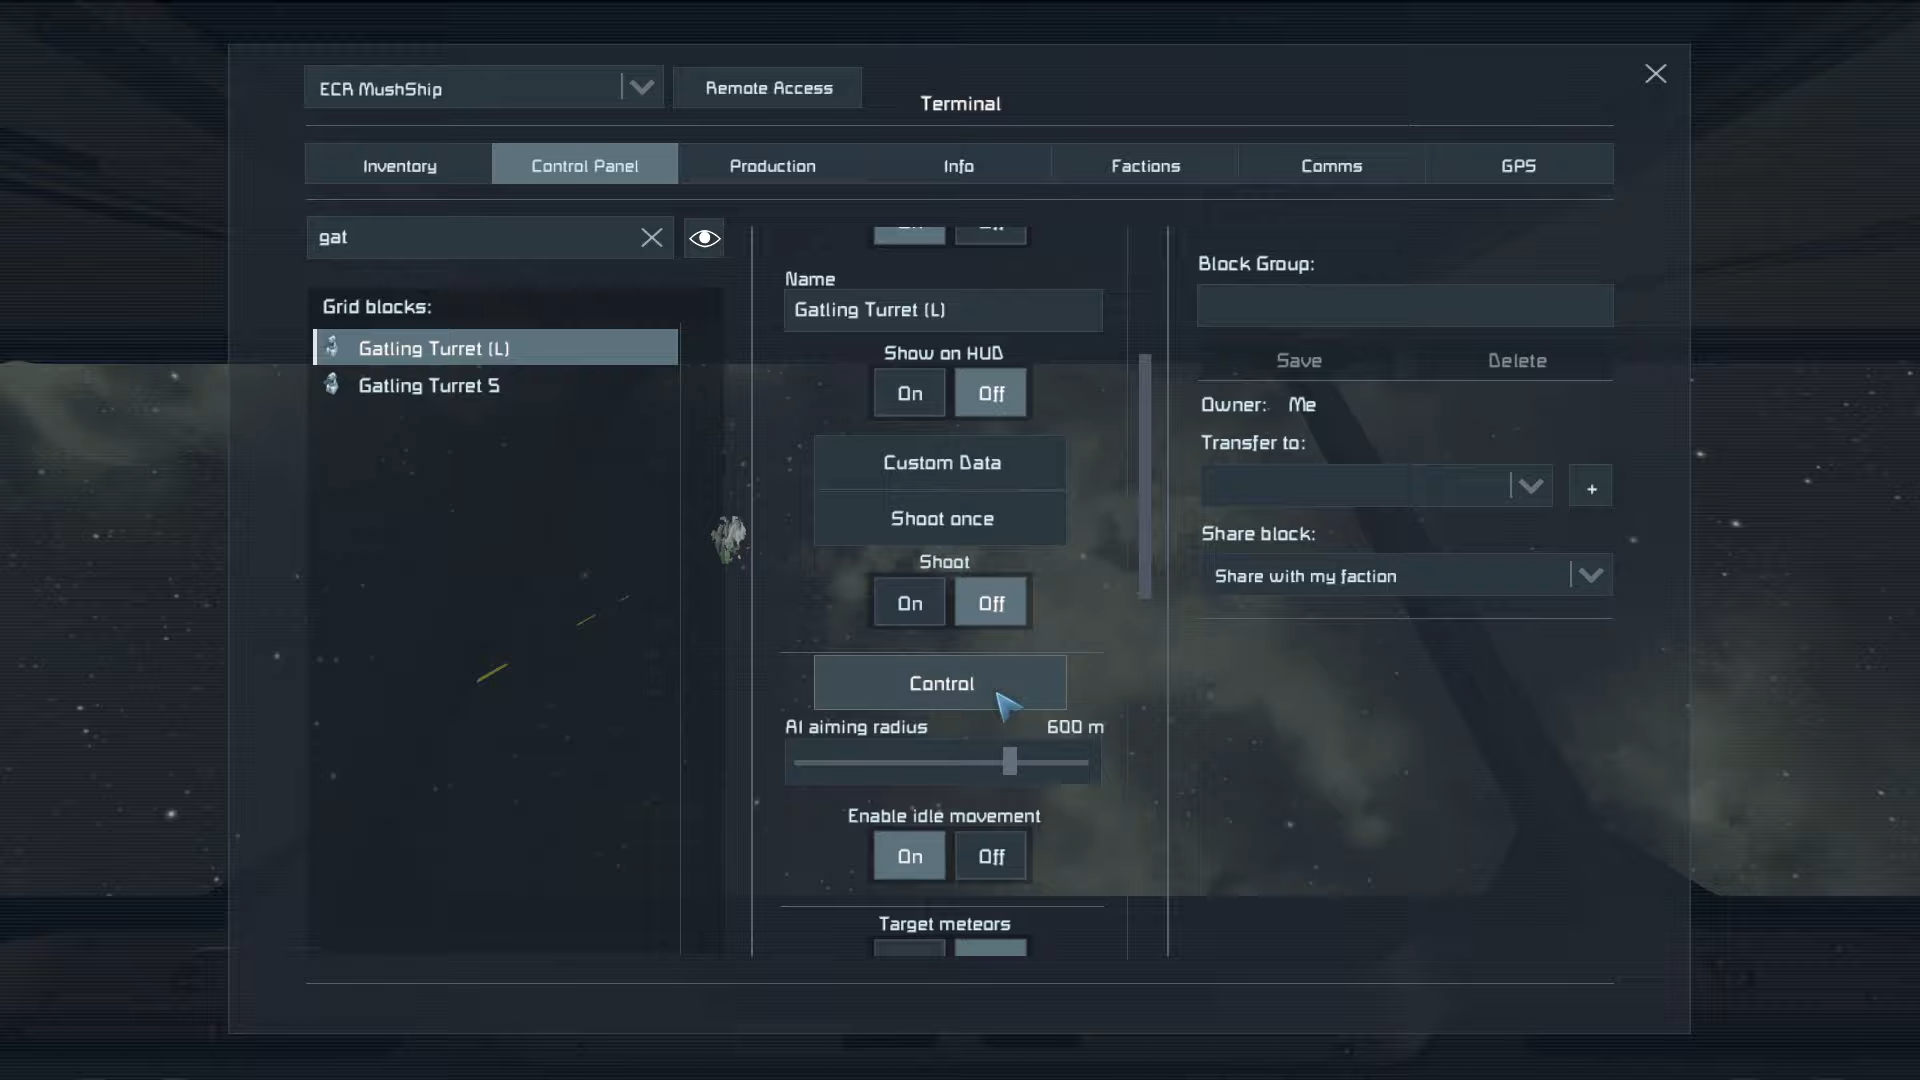 ECR MushShip
Remote Access
Terminal
Inventory
Control Panel
Production
Info
Factions
Comms
GPS
gat
Grid blocks:
Gatling Turret (L)
Gatling Turret S
Name
Gatling Turret (L)
Show on HUD
On
Off
Custom Data
Shoot once
Shoot
On
Off
Control
AI aiming radius
600 m
Enable idle movement
On
Off
Target meteors
Block Group:
Save
Delete
Owner: Me
Transfer to:
+
Share block:
Share with my faction